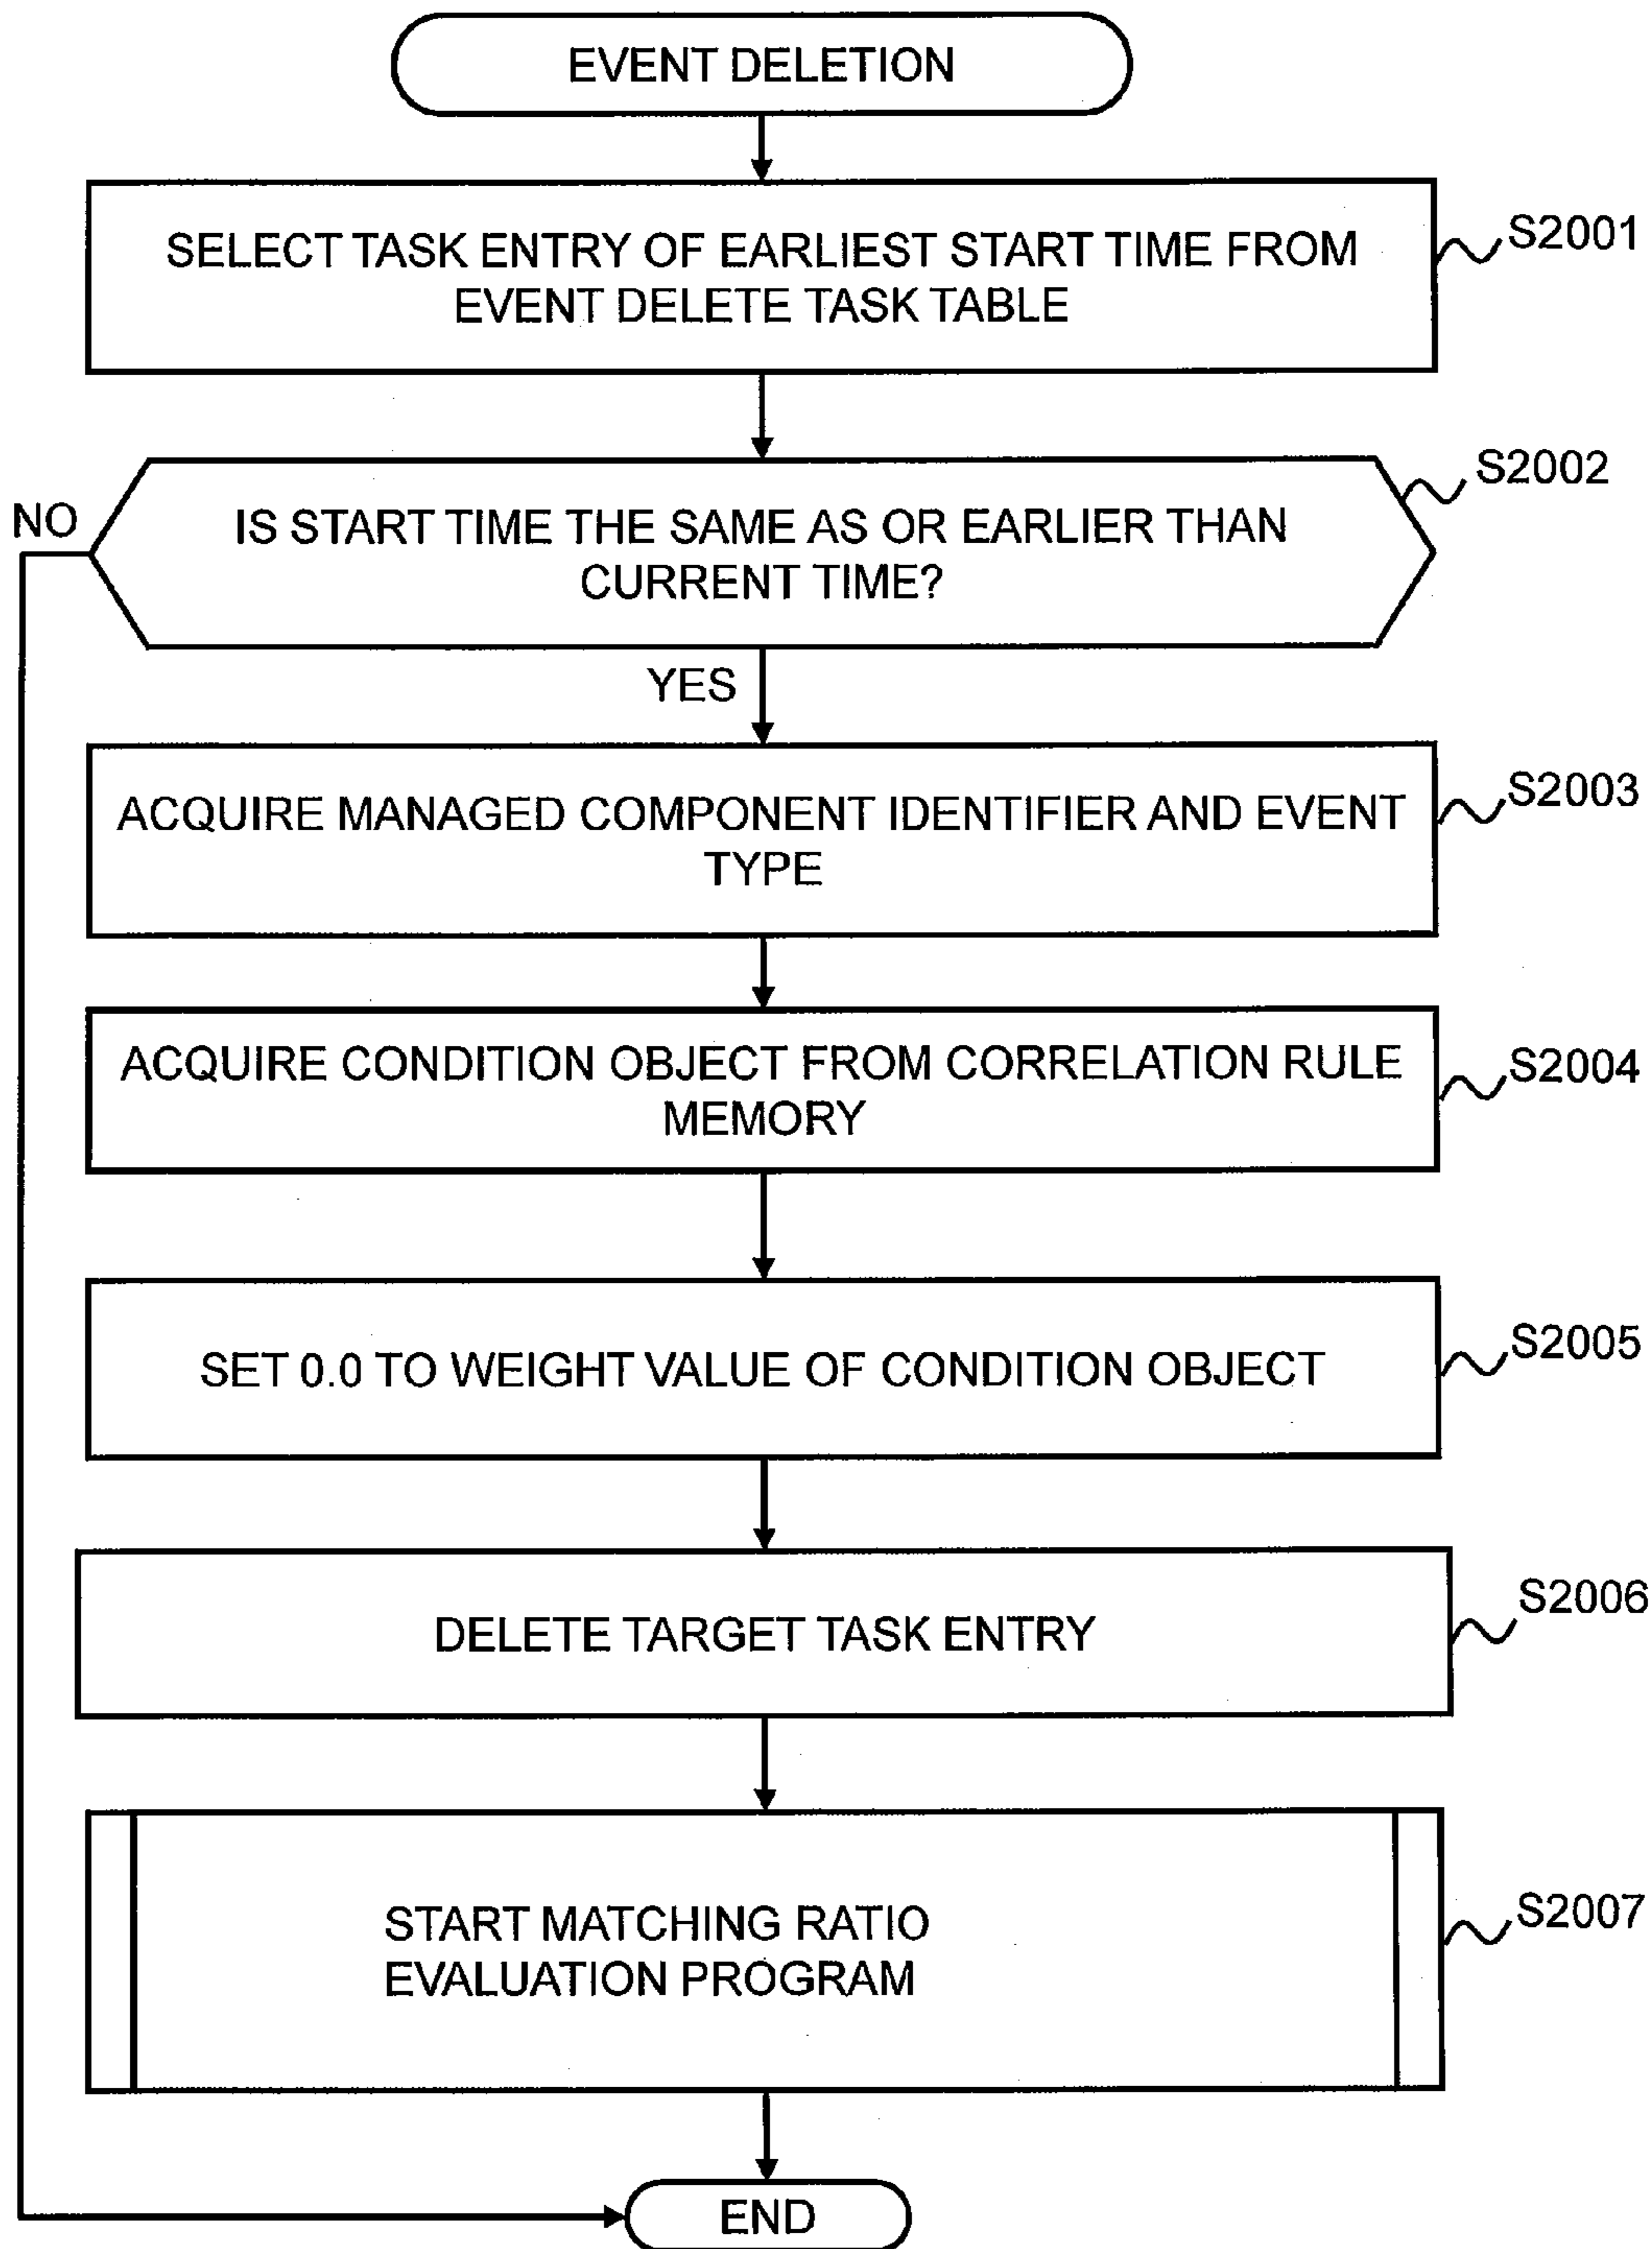 EVENT DELETION
SELECT TASK ENTRY OF EARLIEST START TIME FROM
EVENT DELETE TASK TABLE
S2001
S2002
NO
IS START TIME THE SAME AS OR EARLIER THAN
CURRENT TIME?
YES
S2003
ACQUIRE MANAGED COMPONENT IDENTIFIER AND EVENT
TYPE
ACQUIRE CONDITION OBJECT FROM CORRELATION RULE
MEMORY
S2004
SET 0.0 TO WEIGHT VALUE OF CONDITION OBJECT
S2005
DELETE TARGET TASK ENTRY
S2006
START MATCHING RATIO
EVALUATION PROGRAM
S2007
END